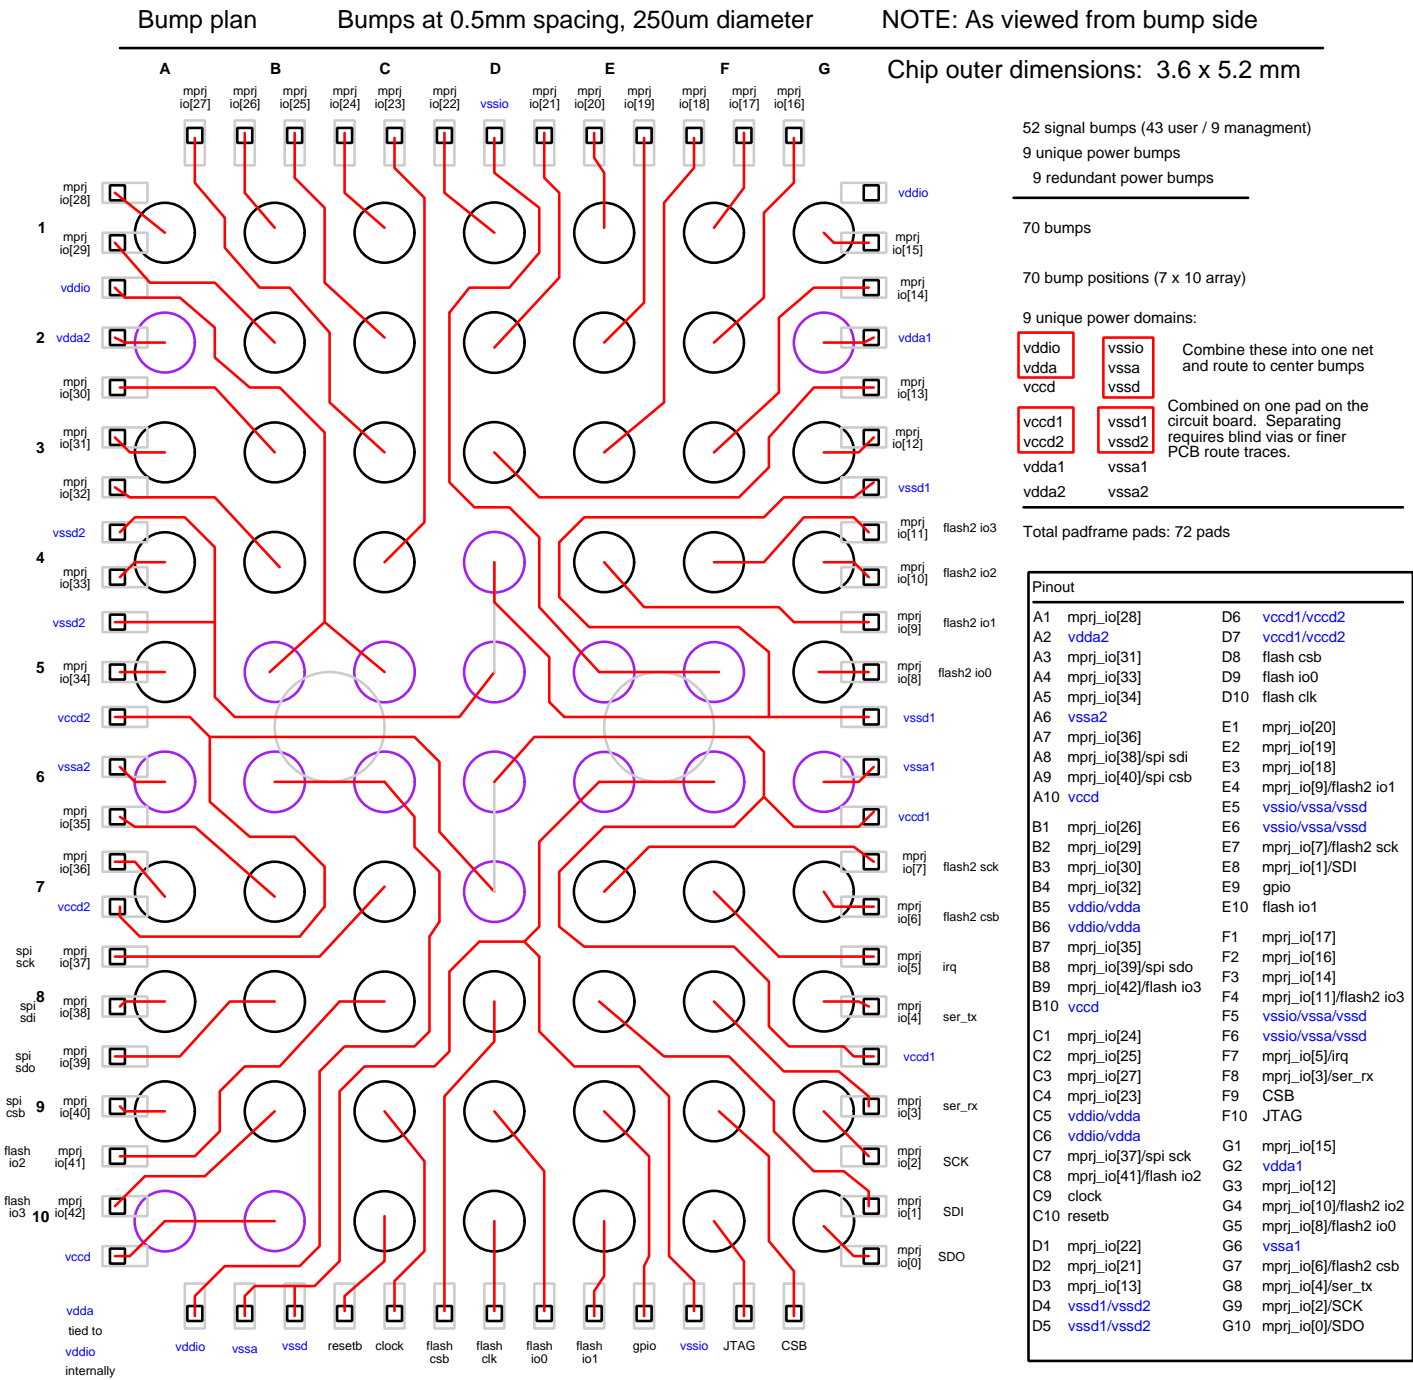 Bump plan Bumps at 0.5mm spacing, 250um diameter NOTE: As viewed from bump side
Chip outer dimensions: 3.6 x 5.2 mm
A B C D E F G
mprj mprj mprj mprj mprj mprj vssio mprj mprj mprj mprj mprj mprj
io[27] io[26] io[25] io[24] io[23] io[22] io[21] io[20] io[19] io[18] io[17] io[16]
1
2
3
4
5
6
7
8
9
10
mprj
io[28]
mprj
io[29]
vddio
vdda2
mprj
io[30]
mprj
io[31]
mprj
io[32]
vssd2
mprj
io[33]
vssd2
mprj
io[34]
vccd2
vssa2
mprj
io[35]
mprj
io[36]
vccd2
spi mprj
sck io[37]
spi mprj
sdi io[38]
spi mprj
sdo io[39]
spi mprj
csb io[40]
flash mprj
io2 io[41]
flash mprj
io3 io[42]
vccd
vdda
tied to
vddio
internally
vddio
mprj
io[15]
mprj
io[14]
vdda1
mprj
io[13]
mprj
io[12]
vssd1
mprj
io[11] flash2 io3
mprj
io[10] flash2 io2
mprj
io[9] flash2 io1
mprj
io[8] flash2 io0
vssd1
vssa1
vccd1
mprj
io[7] flash2 sck
mprj
io[6] flash2 csb
mprj
io[5] irq
mprj
io[4] ser_tx
vccd1
mprj
io[3] ser_rx
mprj
io[2] SCK
mprj
io[1] SDI
mprj
io[0] SDO
vddio vssa vssd resetb clock flash flash flash flash gpio vssio JTAG CSB
csb clk io0 io1
52 signal bumps (43 user / 9 managment)
9 unique power bumps
9 redundant power bumps
70 bumps
70 bump positions (7 x 10 array)
9 unique power domains:
vddio vssio
vdda vssa
vccd vssd
Combine these into one net
and route to center bumps
vccd1 vssd1
vccd2 vssd2
Combined on one pad on the
circuit board. Separating
requires blind vias or finer
PCB route traces.
vdda1 vssa1
vdda2 vssa2
Total padframe pads: 72 pads
Pinout
A1 mprj_io[28]
A2 vdda2
A3 mprj_io[31]
A4 mprj_io[33]
A5 mprj_io[34]
A6 vssa2
A7 mprj_io[36]
A8 mprj_io[38]/spi sdi
A9 mprj_io[40]/spi csb
A10 vccd
B1 mprj_io[26]
B2 mprj_io[29]
B3 mprj_io[30]
B4 mprj_io[32]
B5 vddio/vdda
B6 vddio/vdda
B7 mprj_io[35]
B8 mprj_io[39]/spi sdo
B9 mprj_io[42]/flash io3
B10 vccd
C1 mprj_io[24]
C2 mprj_io[25]
C3 mprj_io[27]
C4 mprj_io[23]
C5 vddio/vdda
C6 vddio/vdda
C7 mprj_io[37]/spi sck
C8 mprj_io[41]/flash io2
C9 clock
C10 resetb
D1 mprj_io[22]
D2 mprj_io[21]
D3 mprj_io[13]
D4 vssd1/vssd2
D5 vssd1/vssd2
D6 vccd1/vccd2
D7 vccd1/vccd2
D8 flash csb
D9 flash io0
D10 flash clk
E1 mprj_io[20]
E2 mprj_io[19]
E3 mprj_io[18]
E4 mprj_io[9]/flash2 io1
E5 vssio/vssa/vssd
E6 vssio/vssa/vssd
E7 mprj_io[7]/flash2 sck
E8 mprj_io[1]/SDI
E9 gpio
E10 flash io1
F1 mprj_io[17]
F2 mprj_io[16]
F3 mprj_io[14]
F4 mprj_io[11]/flash2 io3
F5 vssio/vssa/vssd
F6 vssio/vssa/vssd
F7 mprj_io[5]/irq
F8 mprj_io[3]/ser_rx
F9 CSB
F10 JTAG
G1 mprj_io[15]
G2 vdda1
G3 mprj_io[12]
G4 mprj_io[10]/flash2 io2
G5 mprj_io[8]/flash2 io0
G6 vssa1
G7 mprj_io[6]/flash2 csb
G8 mprj_io[4]/ser_tx
G9 mprj_io[2]/SCK
G10 mprj_io[0]/SDO